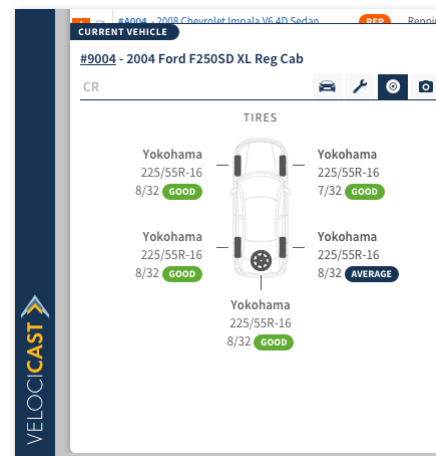 #A004 - 2008 Chevrolet Impala V6 4D Sedan
REP
CURRENT VEHICLE
#9004 - 2004 Ford F250SD XL Reg Cab
CR
TIRES
Yokohama
225/55R-16
8/32 GOOD
Yokohama
225/55R-16
7/32 GOOD
Yokohama
225/55R-16
8/32 GOOD
Yokohama
225/55R-16
8/32 AVERAGE
Yokohama
225/55R-16
8/32 GOOD
VELOCICAST